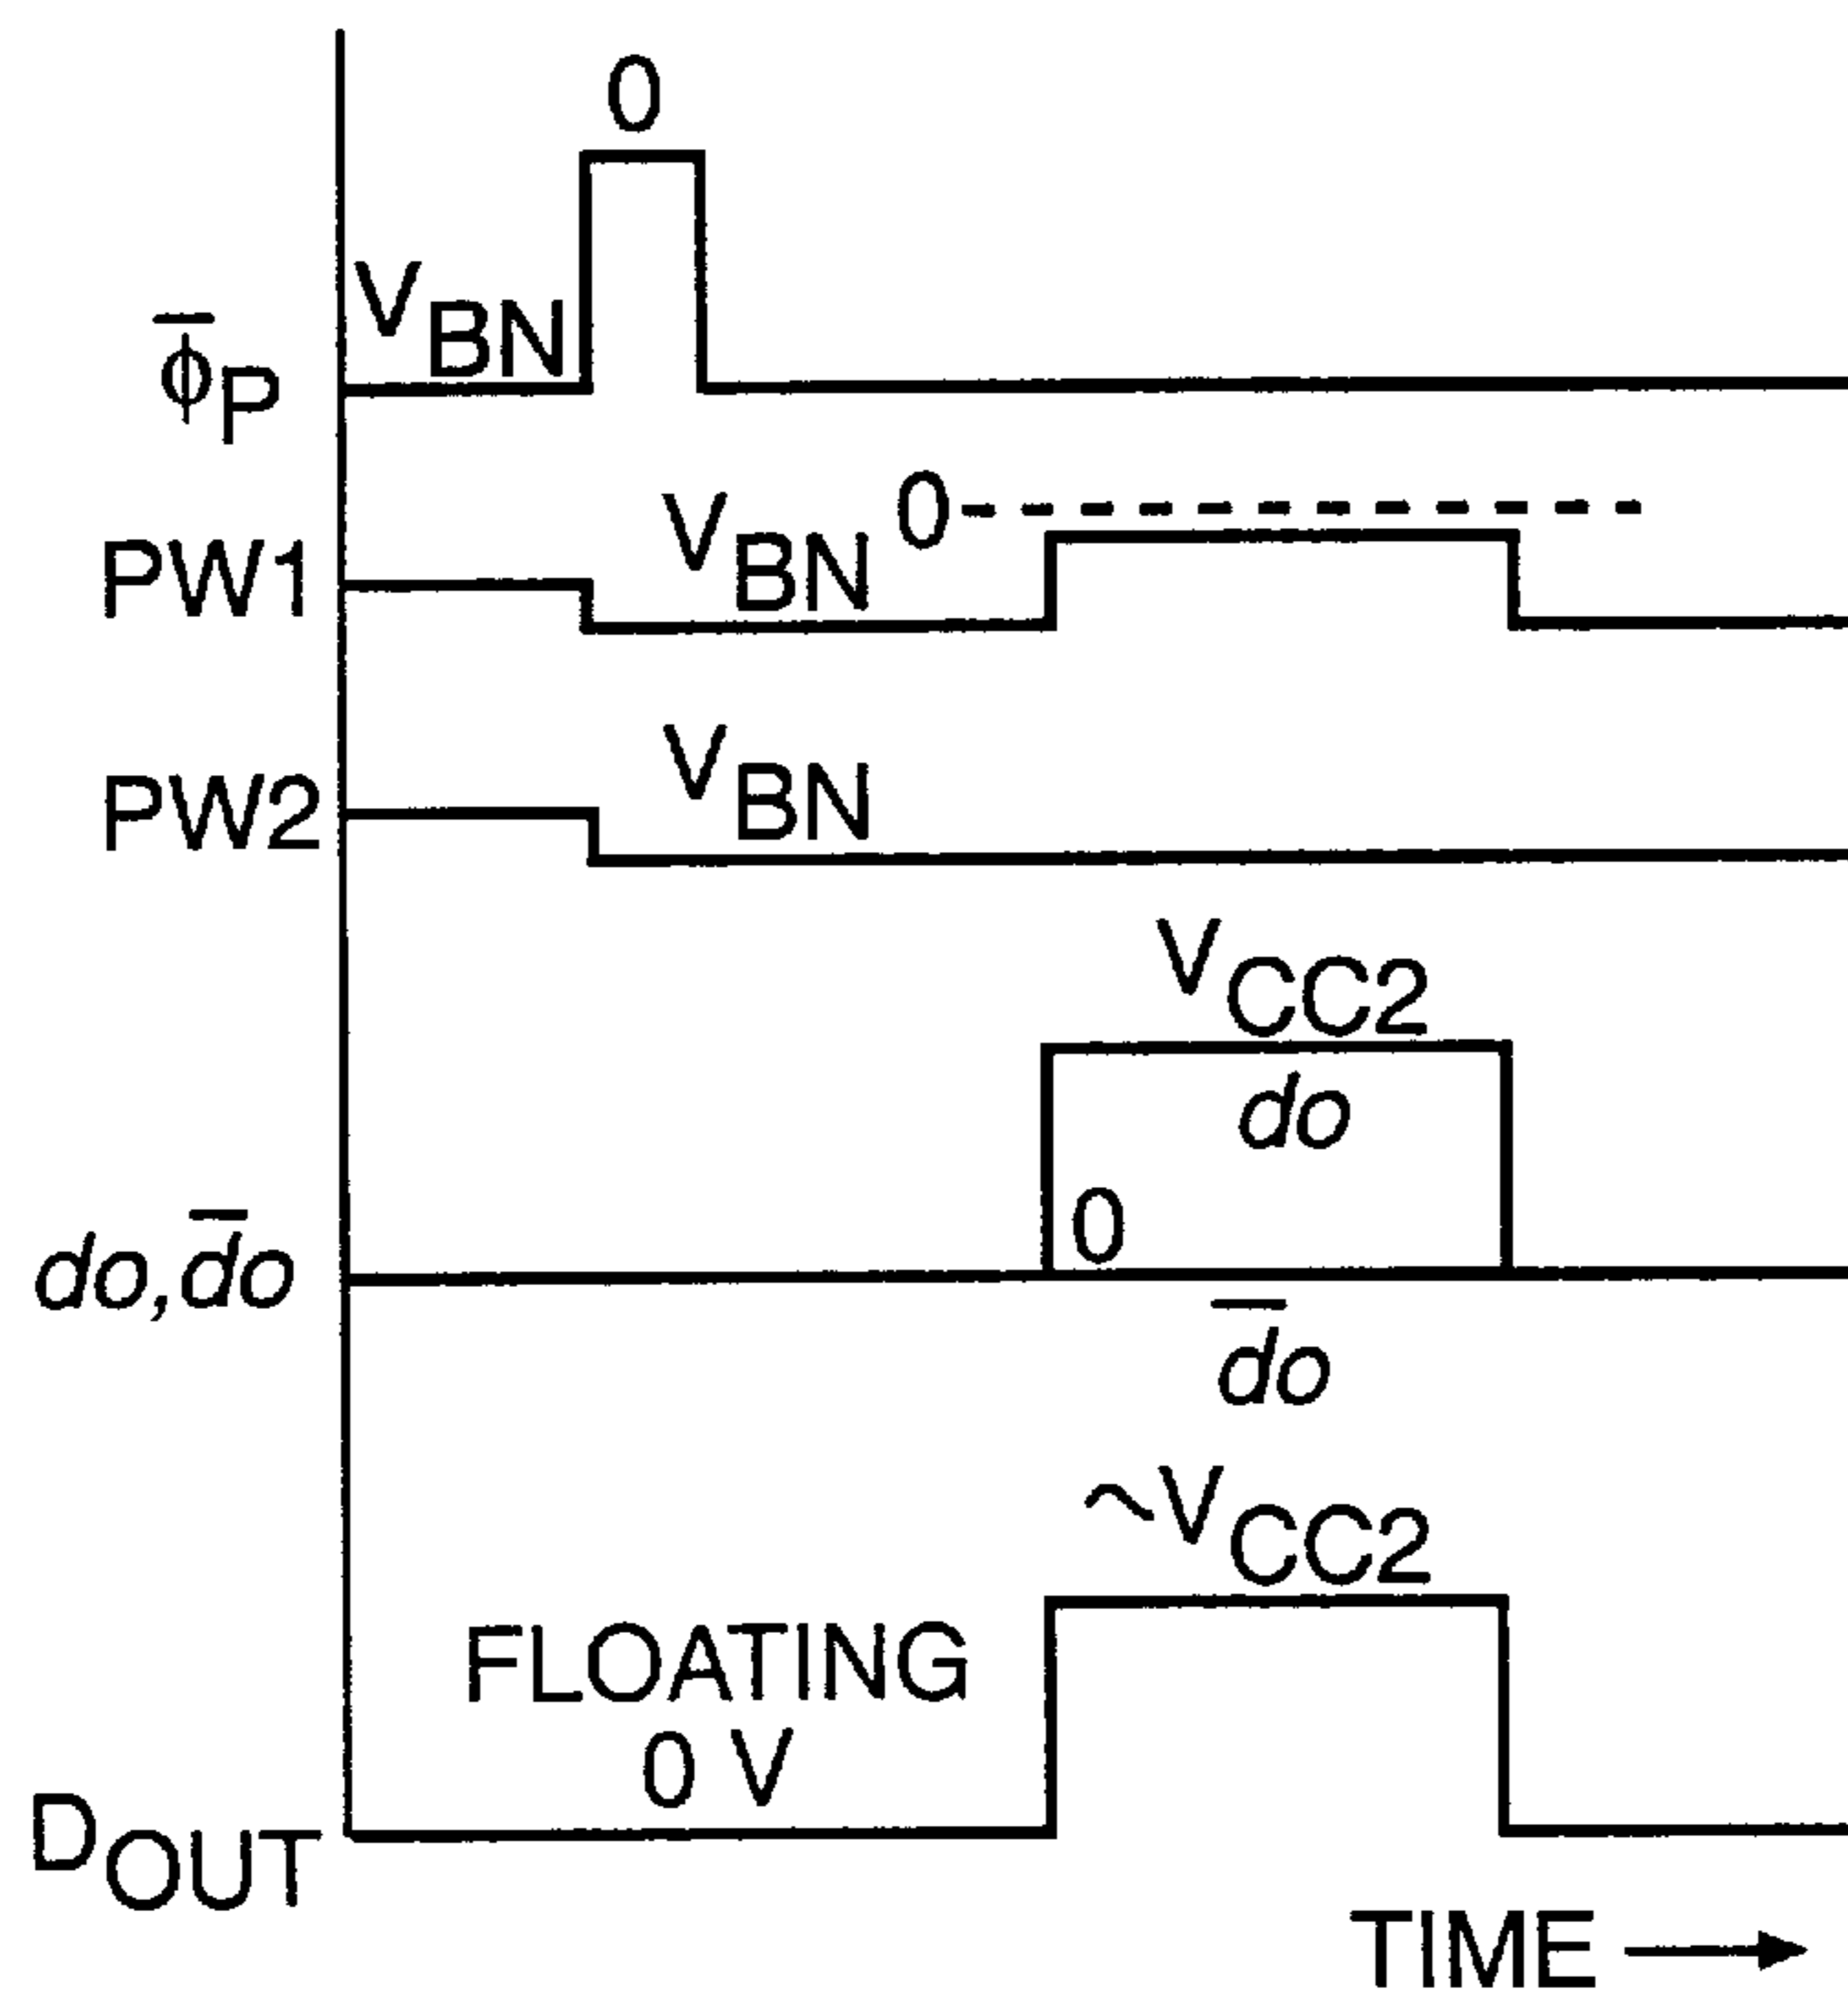 0
V_BN
φ̅_P
0
V_BN
PW1
V_BN
PW2
V_CC2
do
0
do, d̅o̅
d̅o̅
~V_CC2
FLOATING
0 V
D_OUT
TIME →